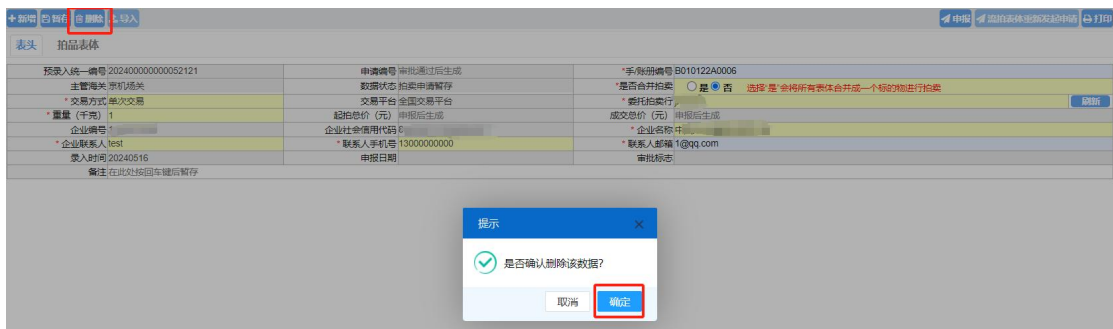 新增 暂存 删除 导入 申报 流拍表体重新发起申请 打印
表头 拍品表体
预录入统一编号 202400000000052121 申请编号 审批通过后生成 *手/账册编号 B010122A0006
主管海关 京机场关 数据状态 拍卖申请暂存 *是否合并拍卖 是 否 选择'是'会将所有表体合并成一个标的物进行拍卖
*交易方式 单次交易 交易平台 全国交易平台 *委托拍卖行 刷新
*重量（千克） 1 起拍总价（元） 申报后生成 成交总价（元） 申报后生成
企业编号 企业社会信用代码 *企业名称
*企业联系人 test *联系人手机号 13000000000 *联系人邮箱 1@qq.com
录入时间 20240516 申报日期 审批标志
备注 在此处按回车键后暂存
提示
是否确认删除该数据?
取消 确定